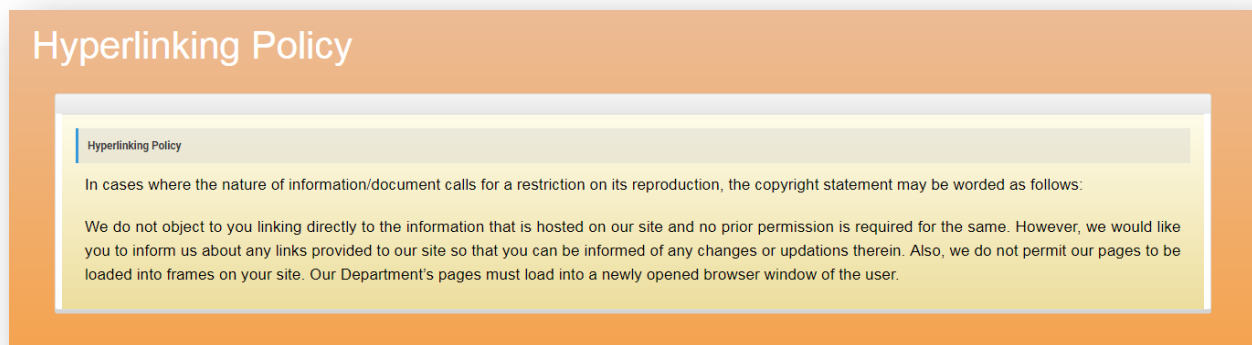 Hyperlinking Policy
Hyperlinking Policy
In cases where the nature of information/document calls for a restriction on its reproduction, the copyright statement may be worded as follows:
We do not object to you linking directly to the information that is hosted on our site and no prior permission is required for the same. However, we would like
you to inform us about any links provided to our site so that you can be informed of any changes or updations therein. Also, we do not permit our pages to be
loaded into frames on your site. Our Department’s pages must load into a newly opened browser window of the user.